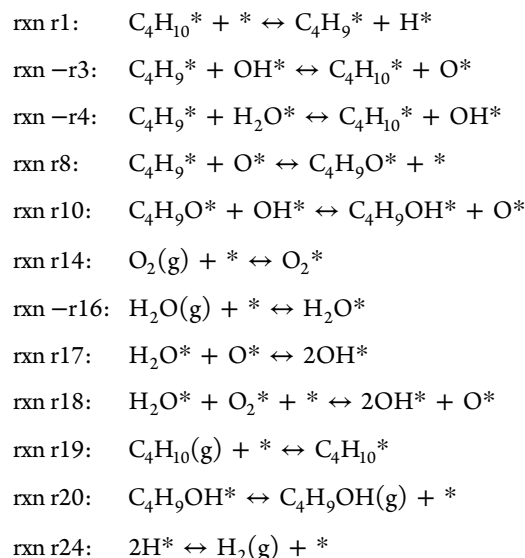 rxn r1: C₄H₁₀* + * ↔ C₄H₉* + H*
rxn −r3: C₄H₉* + OH* ↔ C₄H₁₀* + O*
rxn −r4: C₄H₉* + H₂O* ↔ C₄H₁₀* + OH*
rxn r8: C₄H₉* + O* ↔ C₄H₉O* + *
rxn r10: C₄H₉O* + OH* ↔ C₄H₉OH* + O*
rxn r14: O₂(g) + * ↔ O₂*
rxn −r16: H₂O(g) + * ↔ H₂O*
rxn r17: H₂O* + O* ↔ 2OH*
rxn r18: H₂O* + O₂* + * ↔ 2OH* + O*
rxn r19: C₄H₁₀(g) + * ↔ C₄H₁₀*
rxn r20: C₄H₉OH* ↔ C₄H₉OH(g) + *
rxn r24: 2H* ↔ H₂(g) + *